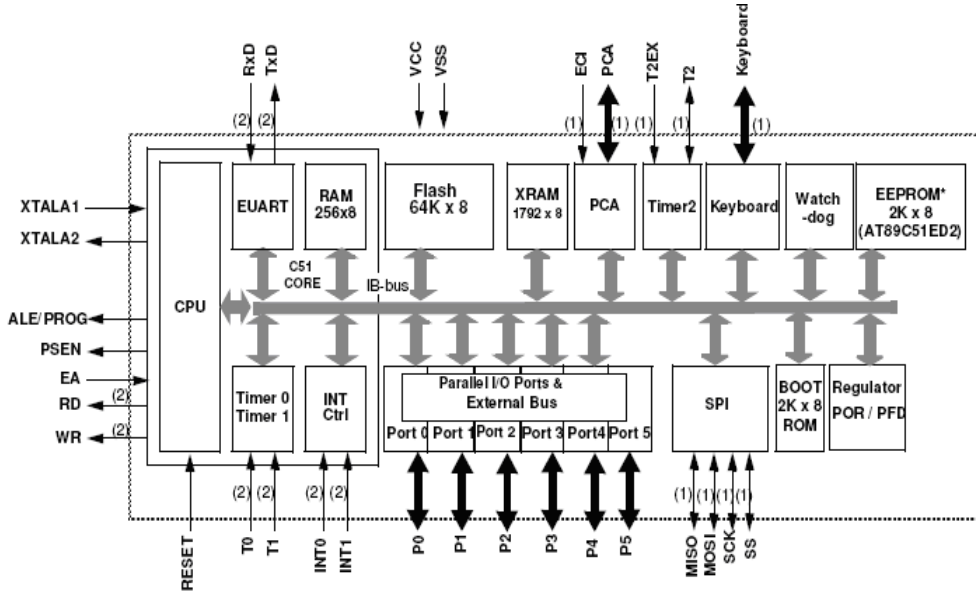 RxD
TxD
VCC
VSS
ECI
PCA
T2EX
T2
Keyboard
(2)
(2)
(1)
(1)
(1)
(1)
(1)
XTALA1
XTALA2
ALE/PROG
PSEN
EA
RD
(2)
WR
(2)
CPU
EUART
RAM
256x8
Flash
64K x 8
XRAM
1792 x 8
PCA
Timer2
Keyboard
Watch
-dog
EEPROM*
2K x 8
(AT89C51ED2)
C51
CORE
IB-bus
Timer 0
Timer 1
INT
Ctrl
Parallel I/O Ports &
External Bus
Port 0
Port 1
Port 2
Port 3
Port4
Port 5
SPI
BOOT
2K x 8
ROM
Regulator
POR / PFD
(2)
(2)
(2)
(2)
(1)
(1)
(1)
(1)
RESET
T0
T1
INT0
INT1
P0
P1
P2
P3
P4
P5
MISO
MOSI
SCK
SS